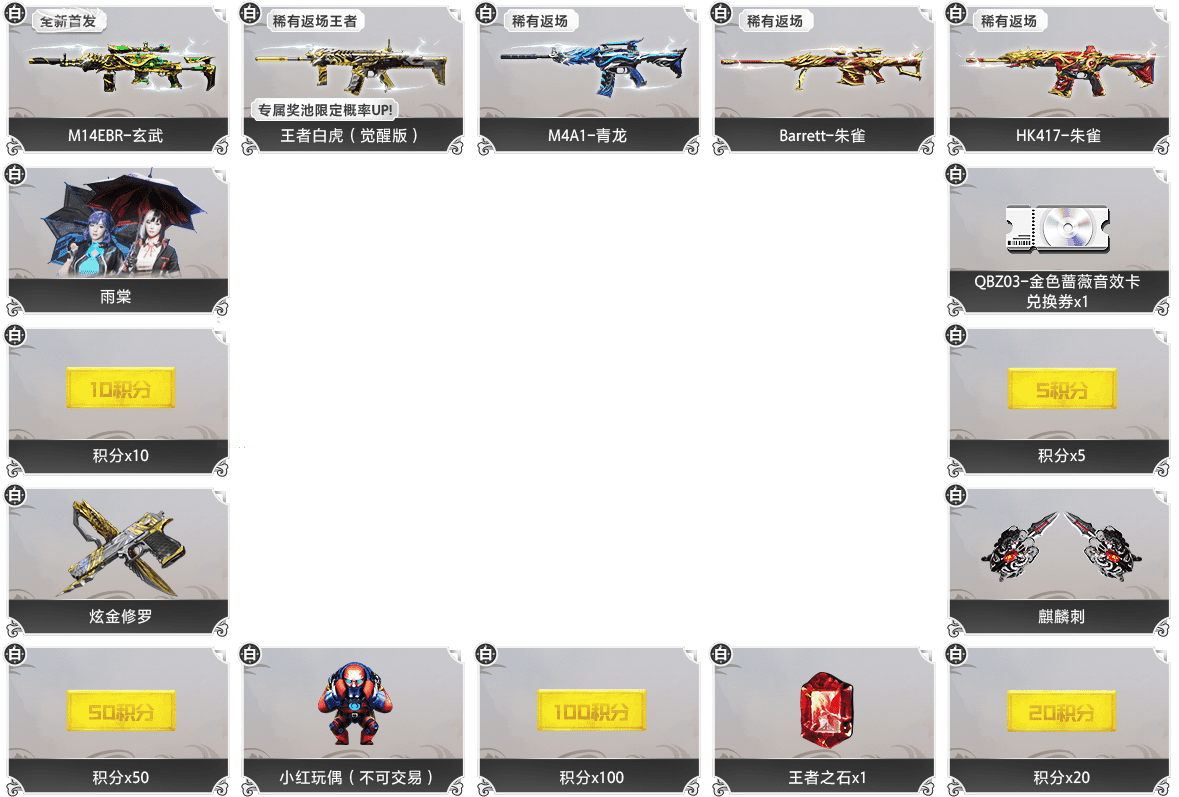 全新首发
稀有返场王者
稀有返场
稀有返场
稀有返场
专属奖池限定概率UP!
M14EBR-玄武
王者白虎（觉醒版）
M4A1-青龙
Barrett-朱雀
HK417-朱雀
雨棠
QBZ03-金色蔷薇音效卡
兑换券x1
10积分
5积分
积分x10
积分x5
炫金修罗
麒麟刺
50积分
100积分
20积分
积分x50
小红玩偶（不可交易）
积分x100
王者之石x1
积分x20